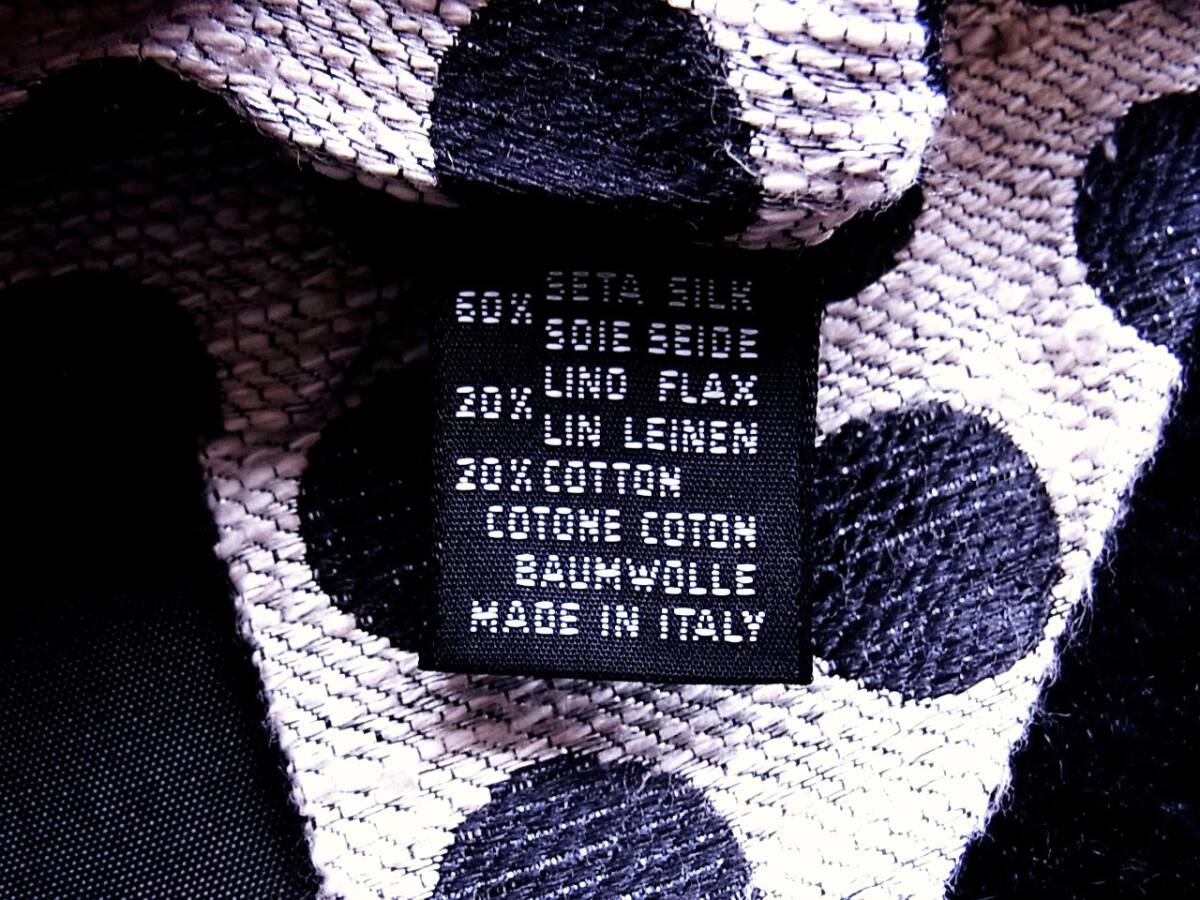 60% SETA SILK
SOIE SEIDE
20% LINO FLAX
LIN LEINEN
20% COTTON
COTONE COTON
BAUMWOLLE
MADE IN ITALY